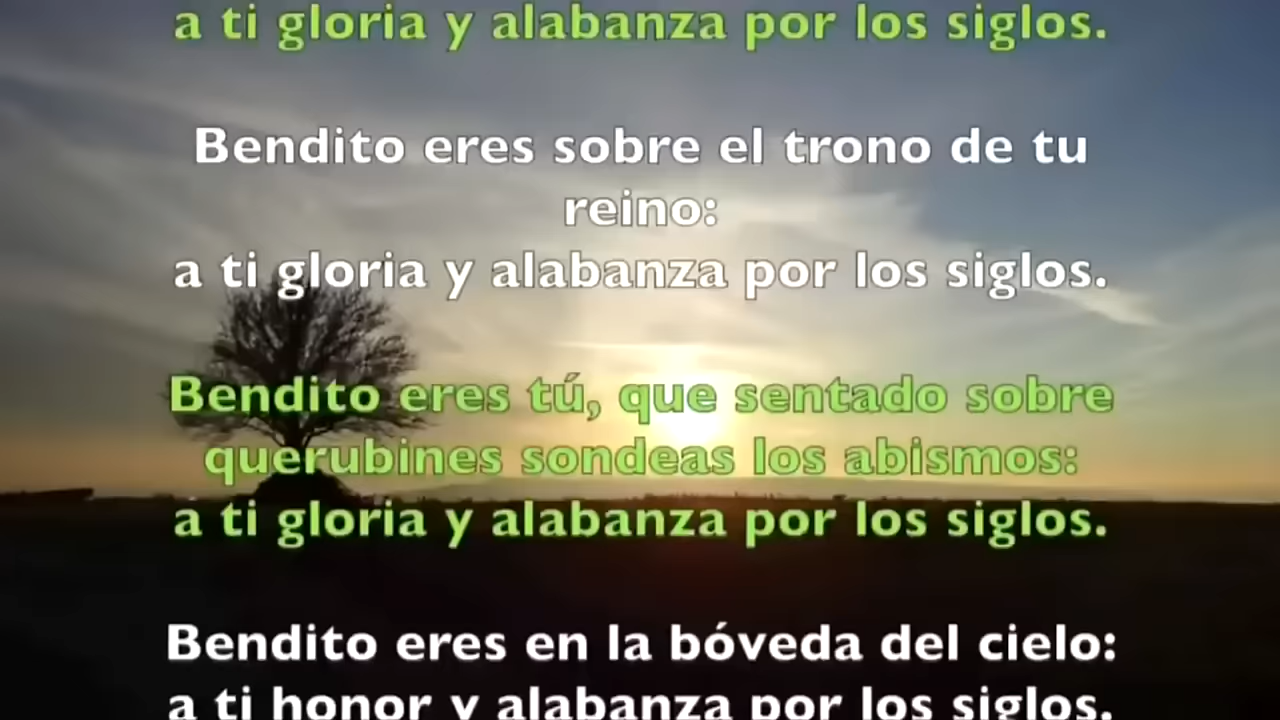 a ti gloria y alabanza por los siglos.
Bendito eres sobre el trono de tu
reino:
a ti gloria y alabanza por los siglos.
Bendito eres tú, que sentado sobre
querubines sondeas los abismos:
a ti gloria y alabanza por los siglos.
Bendito eres en la bóveda del cielo:
a ti honor y alabanza por los siglos.